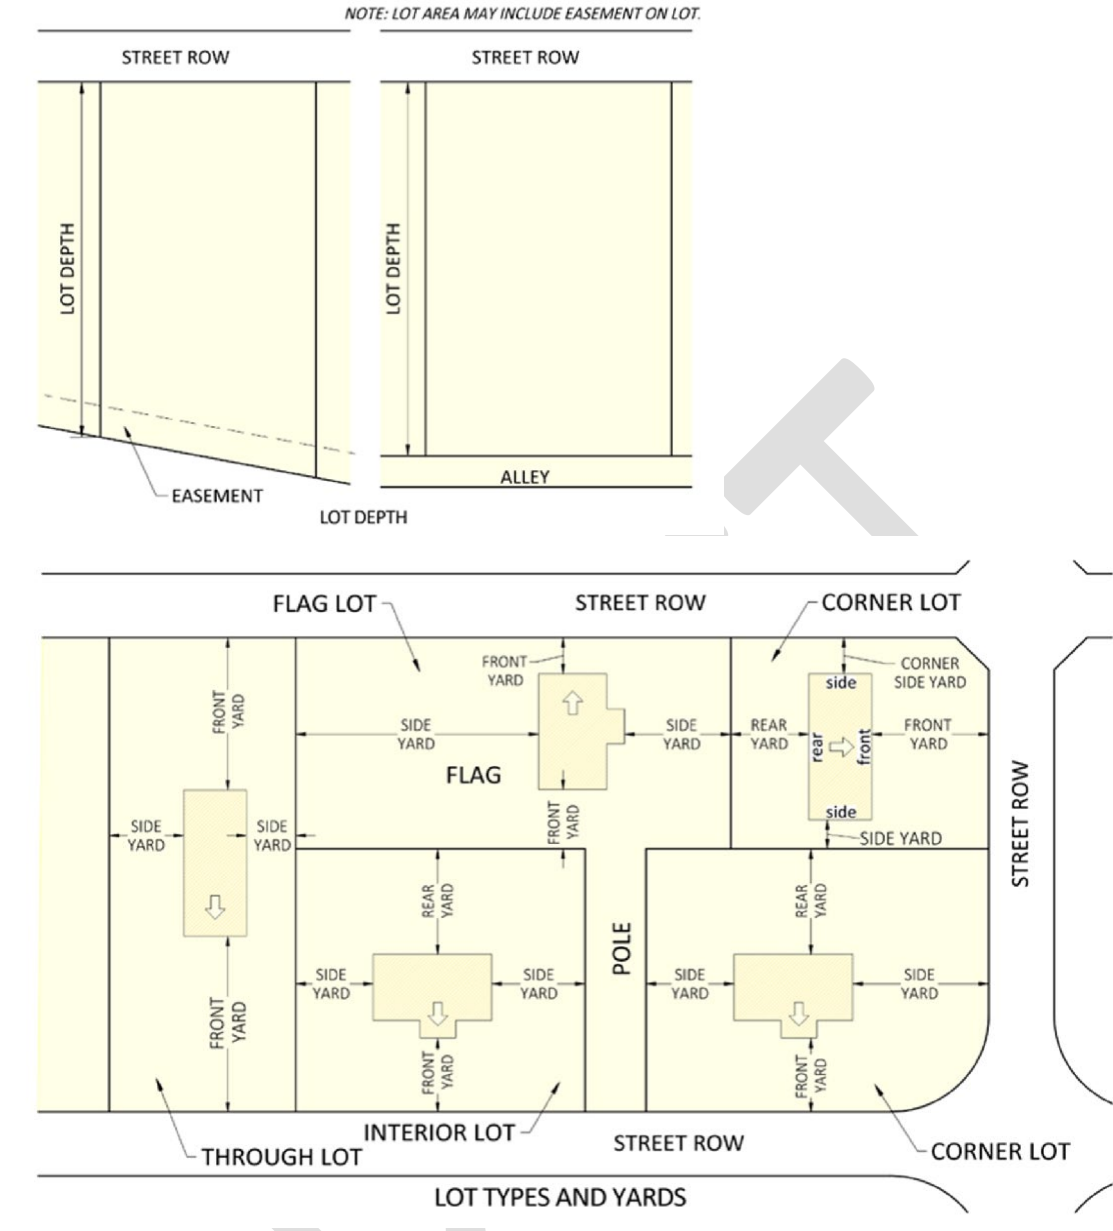 NOTE: LOT AREA MAY INCLUDE EASEMENT ON LOT.
STREET ROW
STREET ROW
LOT DEPTH
LOT DEPTH
ALLEY
EASEMENT
LOT DEPTH
FLAG LOT
STREET ROW
CORNER LOT
FRONT
YARD
FRONT
YARD
side
CORNER
SIDE YARD
SIDE
YARD
SIDE
YARD
REAR
YARD
rear
front
FRONT
YARD
FLAG
side
SIDE
YARD
SIDE
YARD
FRONT
YARD
SIDE YARD
STREET ROW
REAR
YARD
REAR
YARD
POLE
SIDE
YARD
SIDE
YARD
SIDE
YARD
SIDE
YARD
FRONT
YARD
FRONT
YARD
FRONT
YARD
INTERIOR LOT
STREET ROW
THROUGH LOT
CORNER LOT
LOT TYPES AND YARDS